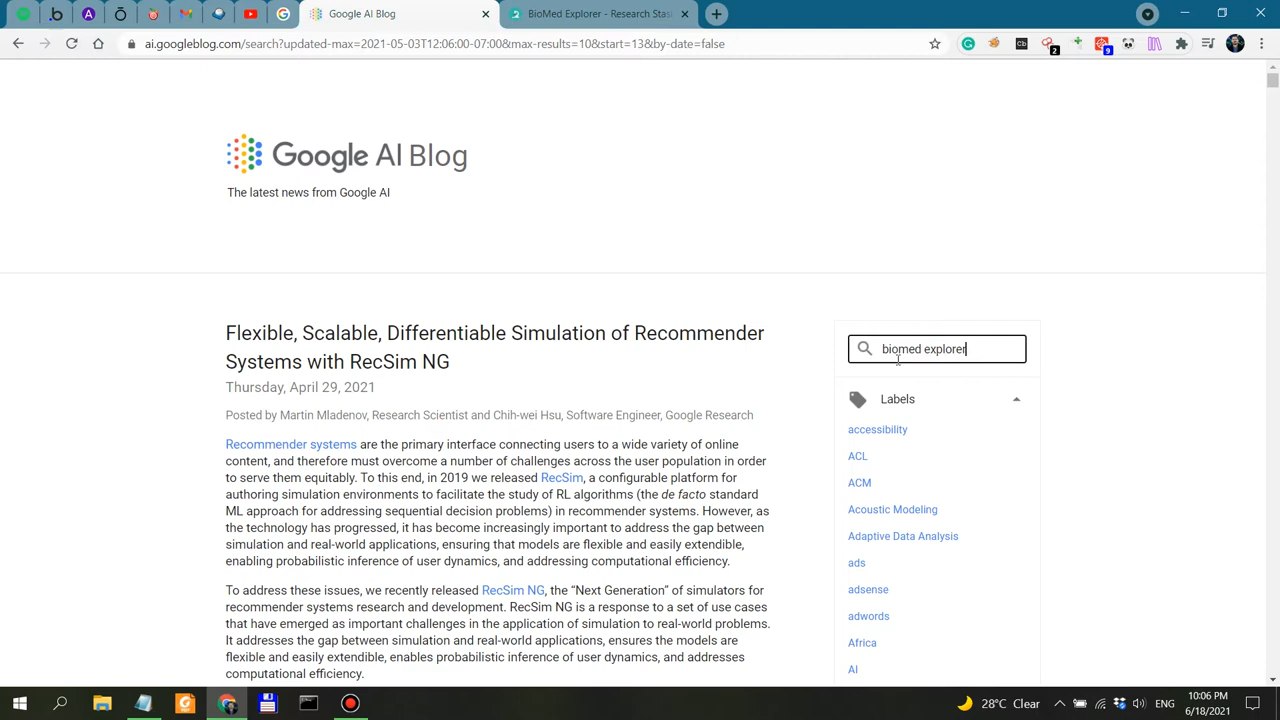 Google AI Blog
BioMed Explorer - Research Stas
ai.googleblog.com/search?updated-max=2021-05-03T12:06:00-07:00&max-results=10&start=13&by-date=false
2
9
Google AI Blog
The latest news from Google AI
Flexible, Scalable, Differentiable Simulation of Recommender
Systems with RecSim NG
Thursday, April 29, 2021
Posted by Martin Mladenov, Research Scientist and Chih-wei Hsu, Software Engineer, Google Research
Recommender systems are the primary interface connecting users to a wide variety of online
content, and therefore must overcome a number of challenges across the user population in order
to serve them equitably. To this end, in 2019 we released RecSim, a configurable platform for
authoring simulation environments to facilitate the study of RL algorithms (the de facto standard
ML approach for addressing sequential decision problems) in recommender systems. However, as
the technology has progressed, it has become increasingly important to address the gap between
simulation and real-world applications, ensuring that models are flexible and easily extendible,
enabling probabilistic inference of user dynamics, and addressing computational efficiency.
To address these issues, we recently released RecSim NG, the “Next Generation” of simulators for
recommender systems research and development. RecSim NG is a response to a set of use cases
that have emerged as important challenges in the application of simulation to real-world problems.
It addresses the gap between simulation and real-world applications, ensures the models are
flexible and easily extendible, enables probabilistic inference of user dynamics, and addresses
computational efficiency.
biomed explorer
Labels
accessibility
ACL
ACM
Acoustic Modeling
Adaptive Data Analysis
ads
adsense
adwords
Africa
AI
28°C Clear
ENG
10:06 PM
6/18/2021